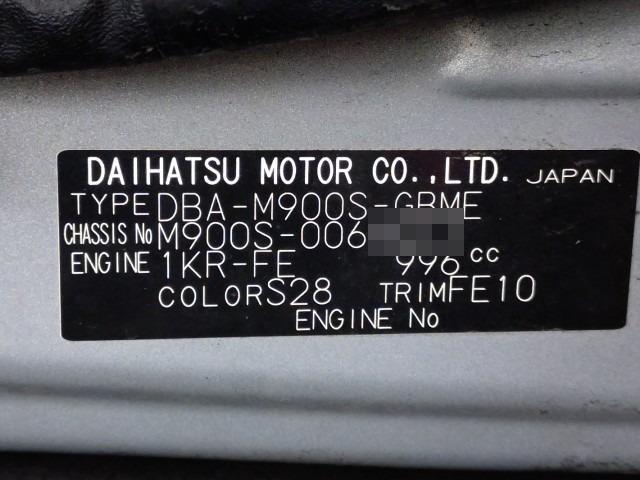 DAIHATSU MOTOR CO.,LTD. JAPAN
TYPE DBA-M900S-GBME
CHASSIS No M900S-006
ENGINE 1KR-FE 996 cc
COLOR S28 TRIM FE10
ENGINE No